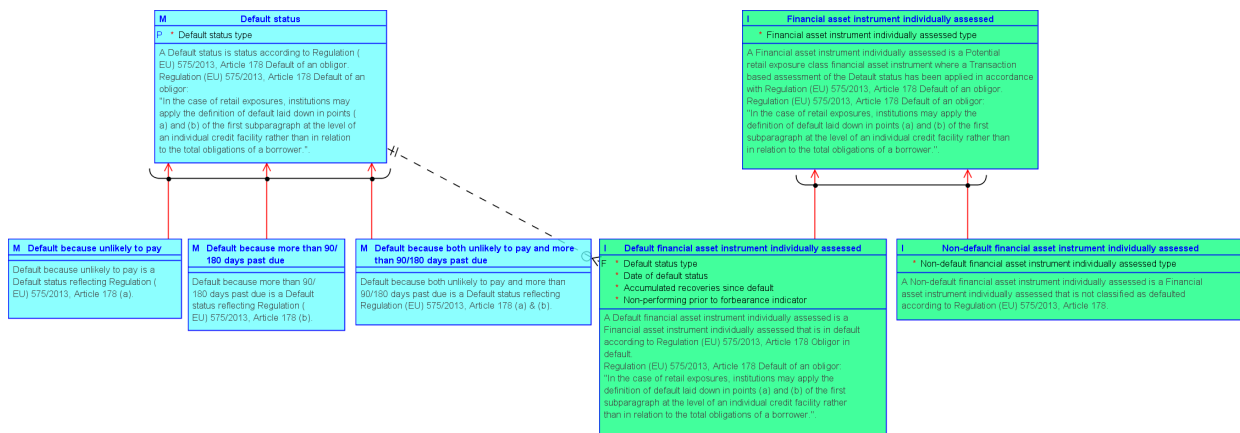 M Default status
P * Default status type
A Default status is status according to Regulation (
EU) 575/2013, Article 178 Default of an obligor.
Regulation (EU) 575/2013, Article 178 Default of an
obligor:
"In the case of retail exposures, institutions may
apply the definition of default laid down in points (
a) and (b) of the first subparagraph at the level of
an individual credit facility rather than in relation
to the total obligations of a borrower.".
I Financial asset instrument individually assessed
* Financial asset instrument individually assessed type
A Financial asset instrument individually assessed is a Potential
retail exposure class financial asset instrument where a Transaction
based assessment of the Detault status has been applied in accordance
with Regulation (EU) 575/2013, Article 178 Default of an obligor.
Regulation (EU) 575/2013, Article 178 Default of an obligor:
"In the case of retail exposures, institutions may apply the
definition of default laid down in points (a) and (b) of the first
subparagraph at the level of an individual credit facility rather than
in relation to the total obligations of a borrower.".
M Default because unlikely to pay
Default because unlikely to pay is a
Default status reflecting Regulation (
EU) 575/2013, Article 178 (a).
M Default because more than 90/
180 days past due
Default because more than 90/
180 days past due is a Default
status reflecting Regulation (
EU) 575/2013, Article 178 (b).
M Default because both unlikely to pay and more
than 90/180 days past due
Default because both unlikely to pay and more than
90/180 days past due is a Default status reflecting
Regulation (EU) 575/2013, Article 178 (a) & (b).
I Default financial asset instrument individually assessed
F * Default status type
* Date of default status
* Accumulated recoveries since default
* Non-performing prior to forbearance indicator
A Default financial asset instrument individually assessed is a
Financial asset instrument individually assessed that is in default
according to Regulation (EU) 575/2013, Article 178 Obligor in
default.
Regulation (EU) 575/2013, Article 178 Default of an obligor:
"In the case of retail exposures, institutions may apply the
definition of default laid down in points (a) and (b) of the first
subparagraph at the level of an individual credit facility rather
than in relation to the total obligations of a borrower.".
I Non-default financial asset instrument individually assessed
* Non-default financial asset instrument individually assessed type
A Non-default financial asset instrument individually assessed is a Financial
asset instrument individually assessed that is not classified as defaulted
according to Regulation (EU) 575/2013, Article 178.